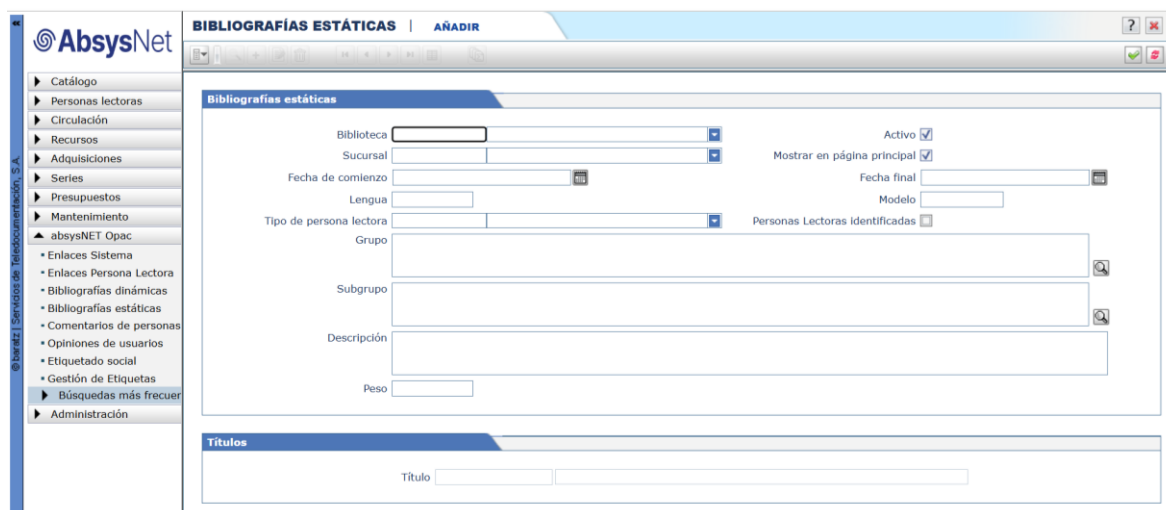 BIBLIOGRAFÍAS ESTÁTICAS | AÑADIR
?
AbsysNet
Catálogo
Personas lectoras
Circulación
Recursos
Adquisiciones
Series
Presupuestos
Mantenimiento
absysNET Opac
Enlaces Sistema
Enlaces Persona Lectora
Bibliografías dinámicas
Bibliografías estáticas
Comentarios de personas
Opiniones de usuarios
Etiquetado social
Gestión de Etiquetas
Búsquedas más frecuer
Administración
© baratz | Servicios de Teledocumentación, S.A.
Bibliografías estáticas
Biblioteca Activo
Sucursal Mostrar en página principal
Fecha de comienzo Fecha final
Lengua Modelo
Tipo de persona lectora Personas Lectoras identificadas
Grupo
Subgrupo
Descripción
Peso
Títulos
Título